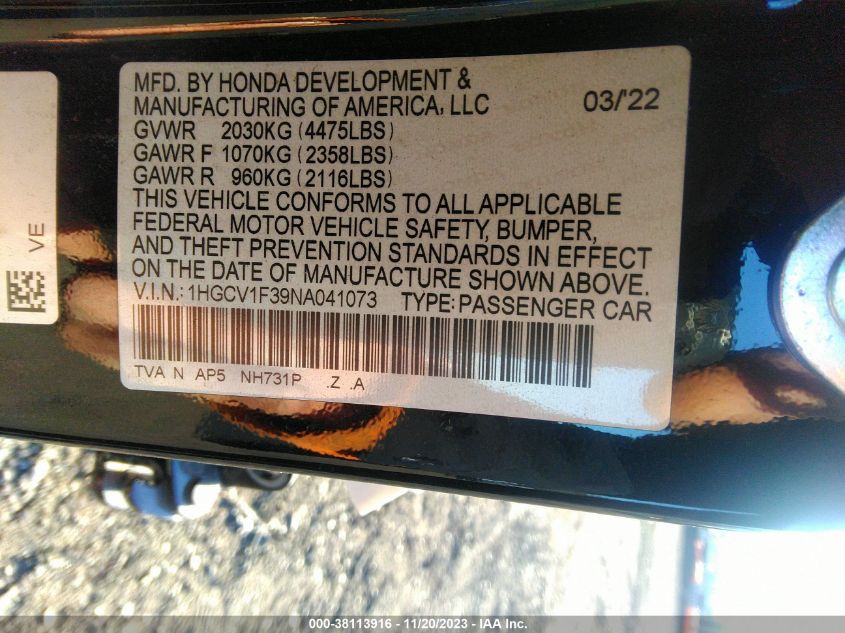 MFD. BY HONDA DEVELOPMENT &
MANUFACTURING OF AMERICA, LLC 03/'22
GVWR 2030KG (4475LBS)
GAWR F 1070KG (2358LBS)
GAWR R 960KG (2116LBS)
THIS VEHICLE CONFORMS TO ALL APPLICABLE
FEDERAL MOTOR VEHICLE SAFETY, BUMPER,
AND THEFT PREVENTION STANDARDS IN EFFECT
ON THE DATE OF MANUFACTURE SHOWN ABOVE.
V.I.N.: 1HGCV1F39NA041073 TYPE: PASSENGER CAR
TVA N AP5 NH731P .Z .A
VE
000-38113916 - 11/20/2023 - IAA Inc.